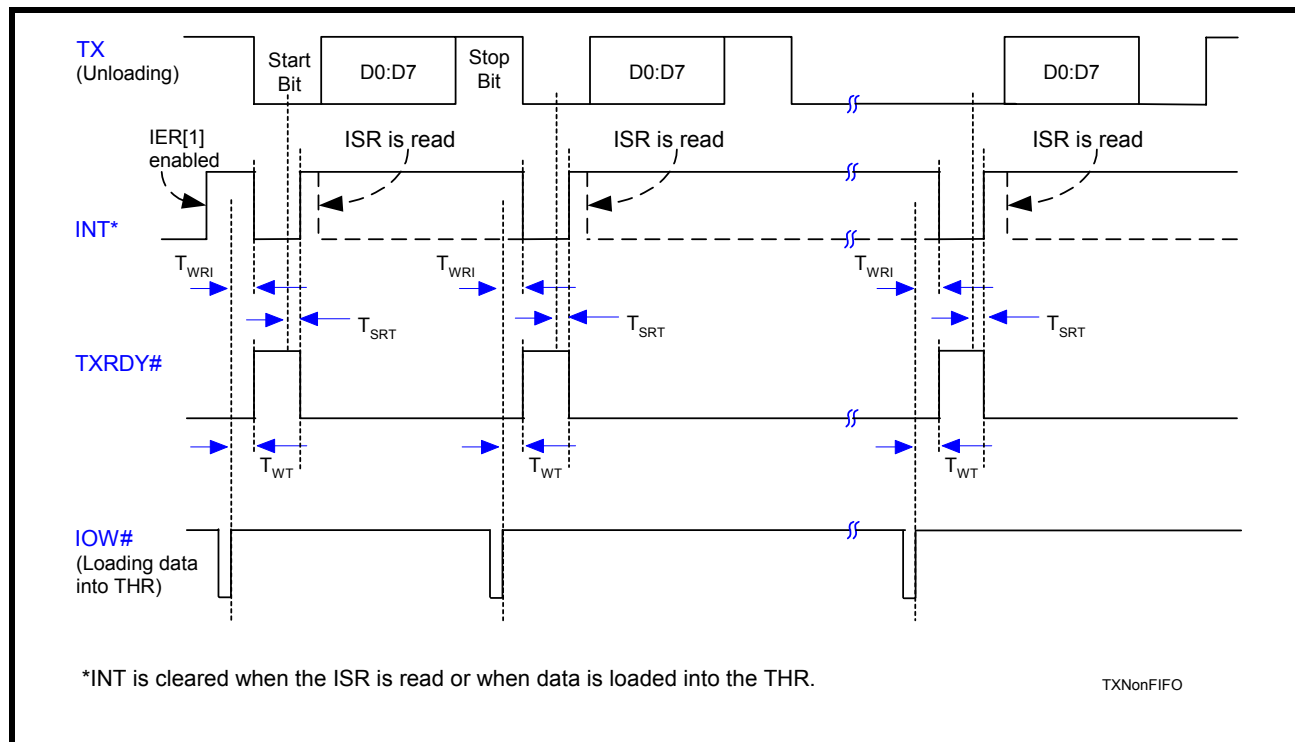 TX
(Unloading)
Start
Bit
D0:D7
Stop
Bit
D0:D7
D0:D7
IER[1]
enabled
ISR is read
ISR is read
ISR is read
INT*
TWRI
TWRI
TWRI
TSRT
TSRT
TSRT
TXRDY#
TWT
TWT
TWT
IOW#
(Loading data
into THR)
*INT is cleared when the ISR is read or when data is loaded into the THR.
TXNonFIFO